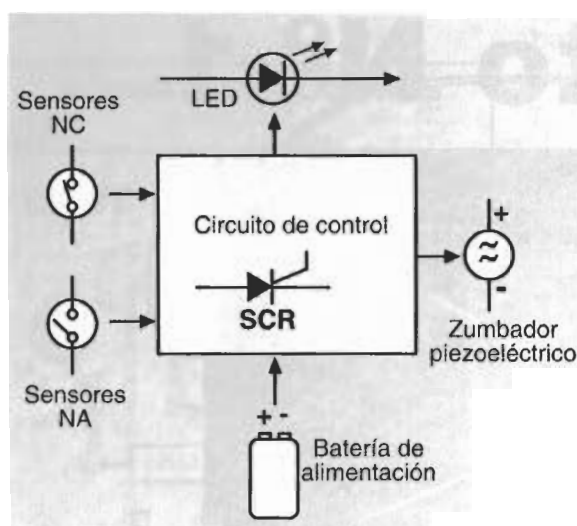 LED
Sensores
NC
Circuito de control
SCR
+
-
Zumbador
piezoeléctrico
Sensores
NA
+ -
Batería de
alimentación